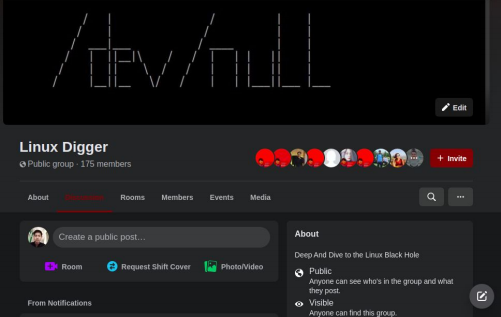 /dev/null
Edit
Linux Digger
Public group · 175 members
+ Invite
About
Rooms
Members
Events
Media
Create a public post...
Room
Request Shift Cover
Photo/Video
From Notifications
About
Deep And Dive to the Linux Black Hole
Public
Anyone can see who's in the group and what
they post.
Visible
Anyone can find this group.